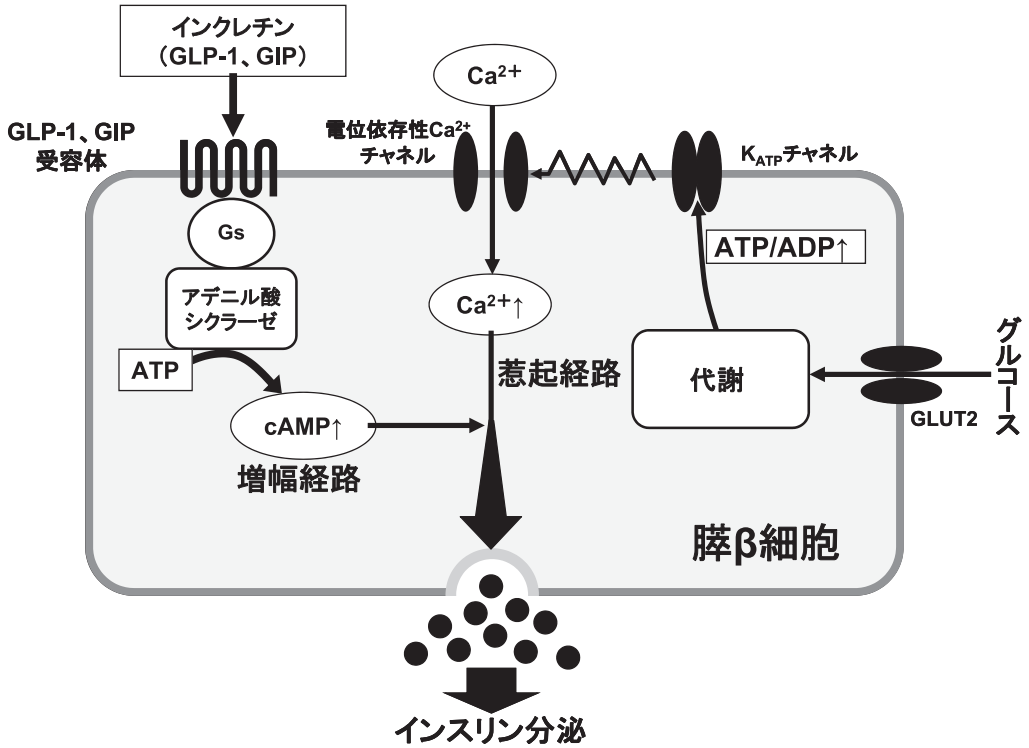 インクレチン
（GLP-1、GIP）
GLP-1、GIP
受容体
Gs
アデニル酸
シクラーゼ
ATP
cAMP↑
増幅経路
Ca²⁺
電位依存性Ca²⁺
チャネル
Ca²⁺↑
惹起経路
K_ATPチャネル
ATP/ADP↑
代謝
グルコース
GLUT2
膵β細胞
インスリン分泌